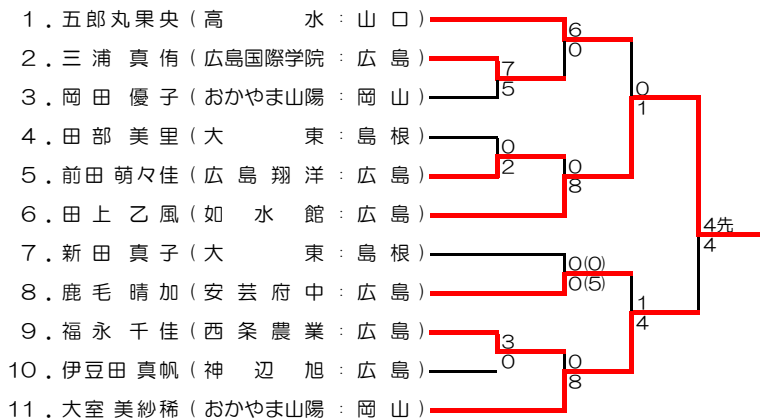 1．五郎丸果央（高　　水：山口）
6
0
2．三浦真侑（広島国際学院：広島）
7
5
3．岡田優子（おかやま山陽：岡山）
0
1
4．田部美里（大　　東：島根）
0
2
5．前田萌々佳（広島翔洋：広島）
0
8
6．田上乙風（如水館：広島）
4先
4
7．新田真子（大　　東：島根）
0(0)
0(5)
8．鹿毛晴加（安芸府中：広島）
1
4
9．福永千佳（西条農業：広島）
3
0
10．伊豆田真帆（神辺旭：広島）
0
8
11．大室美紗稀（おかやま山陽：岡山）